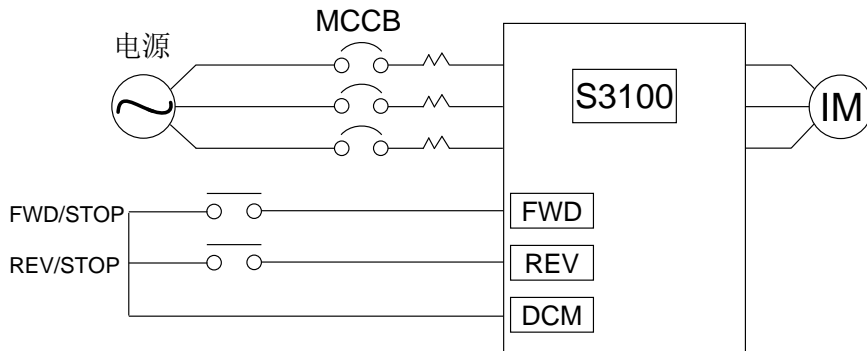 MCCB
电源
S3100
IM
FWD/STOP
FWD
REV/STOP
REV
DCM